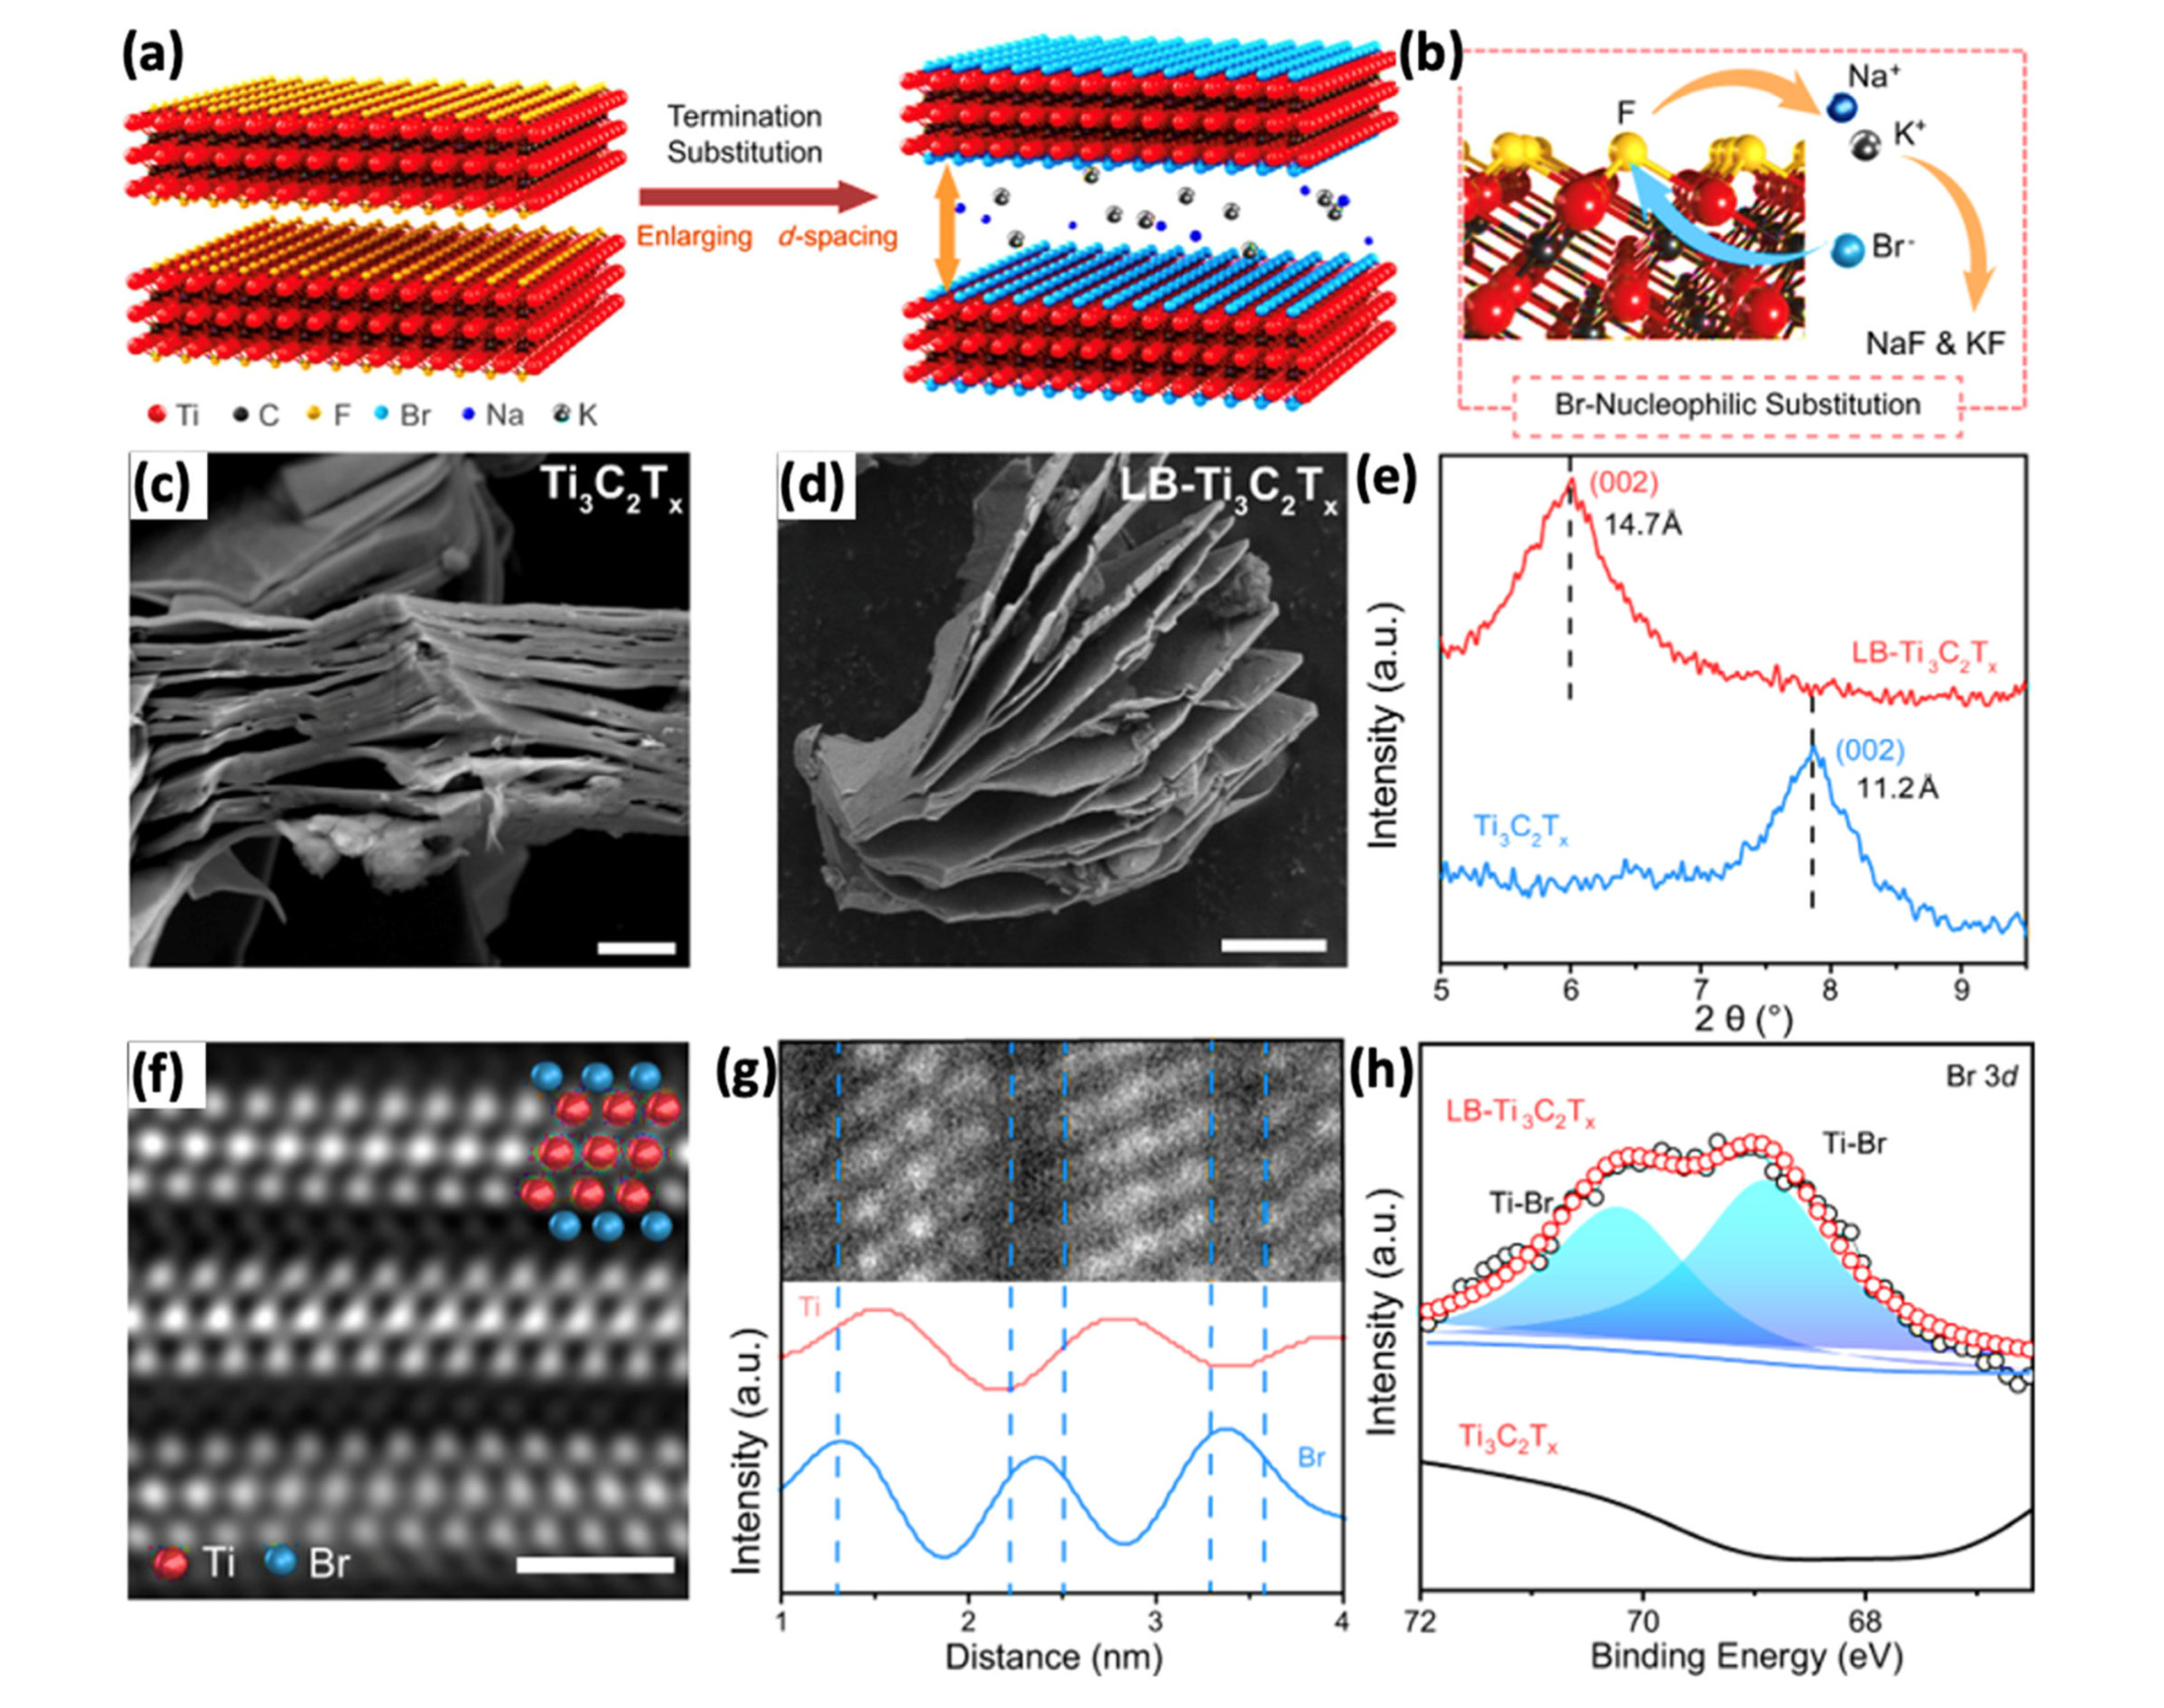 (a)
Termination
Substitution
Enlarging d-spacing
Ti C F Br Na K
(b)
F
Na⁺
K⁺
Br⁻
NaF & KF
Br-Nucleophilic Substitution
(c)
Ti₃C₂Tₓ
(d)
LB-Ti₃C₂Tₓ
(e)
(002)
14.7Å
LB-Ti₃C₂Tₓ
(002)
11.2Å
Ti₃C₂Tₓ
Intensity (a.u.)
5 6 7 8 9
2 θ (°)
(f)
Ti Br
(g)
Ti
Br
Intensity (a.u.)
1 2 3 4
Distance (nm)
(h)
Br 3d
LB-Ti₃C₂Tₓ
Ti-Br
Ti-Br
Ti₃C₂Tₓ
Intensity (a.u.)
72 70 68
Binding Energy (eV)